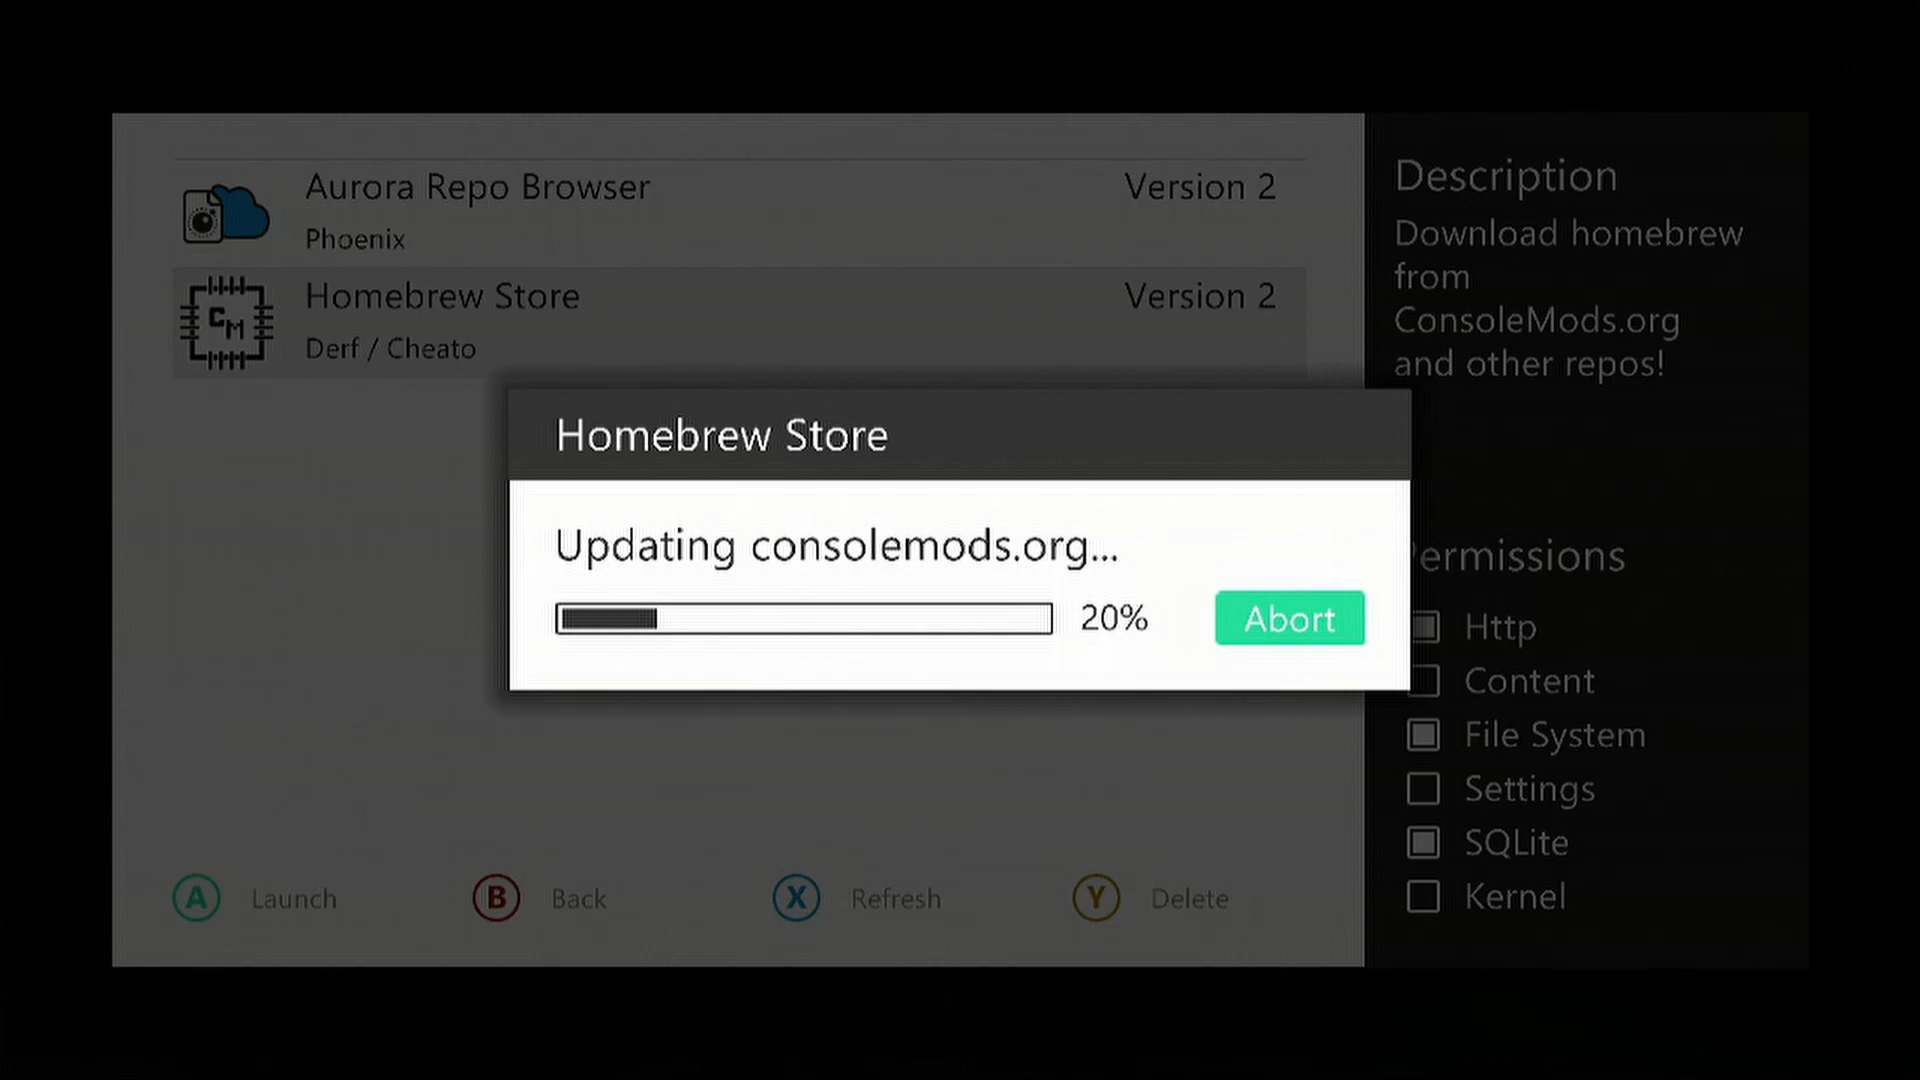 Aurora Repo Browser
Version 2
Phoenix
CM
Homebrew Store
Version 2
Derf / Cheato
Homebrew Store
Updating consolemods.org...
20%
Abort
A Launch
B Back
X Refresh
Y Delete
Description
Download homebrew
from
ConsoleMods.org
and other repos!
ermissions
Http
Content
File System
Settings
SQLite
Kernel